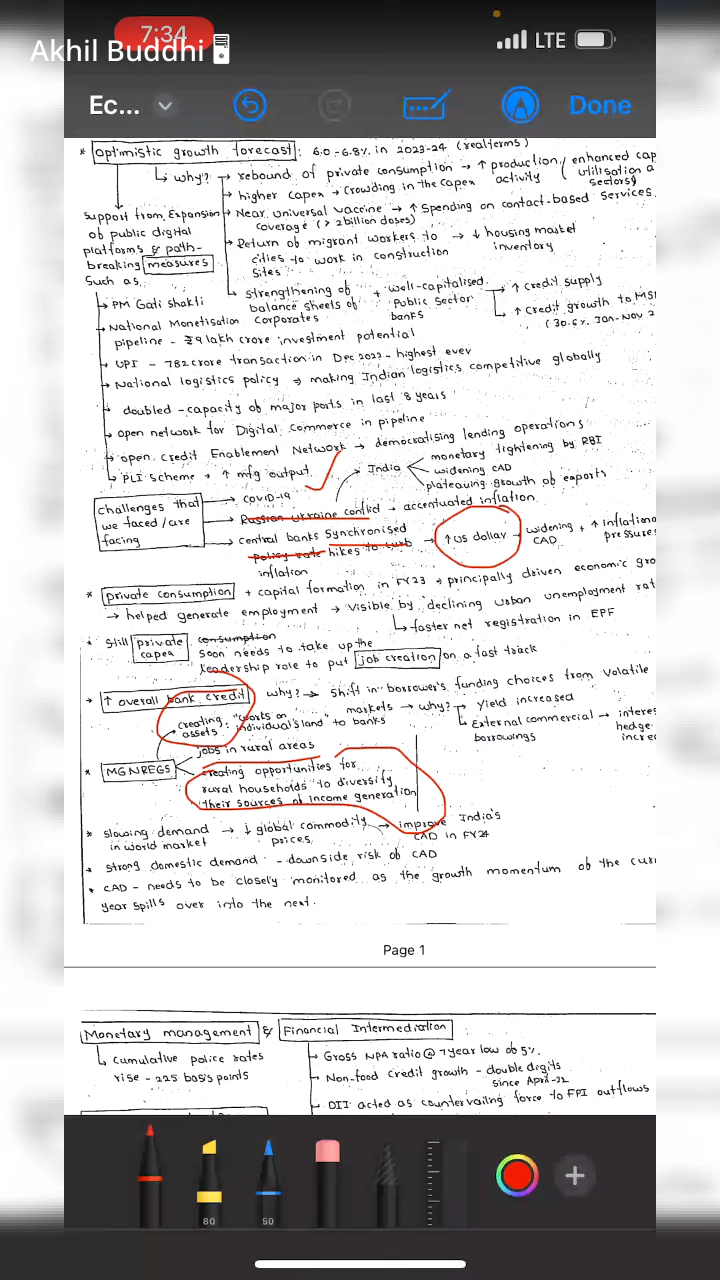 7:34
Akhil Buddhi
LTE
Ec... Done
* optimistic growth forecast : 6.0-6.8% in 2023-24 (real terms)
why? → rebound of private consumption → ↑ production activity / enhanced cap
utilisation a
sectors
higher capex → crowding in the capex
Near universal vaccine coverage (> 2 billion doses) → ↑ Spending on contact-based services
Return of migrant workers to cities to work in construction sites → ↓ housing market inventory
strengthening of balance sheets of corporates + well-capitalised public sector banks
→ ↑ credit supply
→ ↑ credit growth to MS
(30.6% Jan-Nov 2
support from Expansion
of public digital
platforms & path-
breaking measures
such as
→ PM Gati Shakti
→ National Monetisation
pipeline - ₹9 lakh crore investment potential
→ UPI - 782 crore transaction in Dec 2022 - highest ever
→ National logistics policy → making Indian logistics competitive globally
doubled - capacity of major ports in last 8 years
→ open network for Digital Commerce in pipeline
→ open Credit Enablement Network → democratising lending operations
→ PLI scheme → ↑ mfg output
India
monetary tightening by RBI
widening CAD
plateauing growth of exports
challenges that
we faced / are
facing
→ COVID-19
→ Russian Ukraine conflict → accentuated inflation
→ central banks synchronised
policy rate hikes to curb
inflation
→ ↑ US dollar → widening CAD + ↑ inflationa
pressure
* private consumption + capital formation in FY23 → principally driven economic gro
→ helped generate employment → visible by declining urban unemployment rat
→ faster net registration in EPF
* still private capex consumption
soon needs to take up the
leadership role to put job creation on a fast track
→ ↑ overall bank credit why? → shift in borrower's funding choices from volatile
markets → why? → yield increased
External commercial borrowings → interes
hedge
increa
creating assets : "works on individual's land" to banks
* MGNREGS
jobs in rural areas
creating opportunities for
rural households to diversify
their sources of income generation
* slowing demand in world market → ↓ global commodity prices → improve India's
CAD in FY24
* strong domestic demand - downside risk of CAD
• CAD - needs to be closely monitored as the growth momentum of the curr
year spills over into the next.
Page 1
Monetary management & Financial Intermediation
cumulative police rates
rise - 225 basis points
→ Gross NPA ratio @ 7 year low of 5%
→ Non-food credit growth - double digits
since April-22
→ DII acted as countervailing force to FPI outflows
80 50